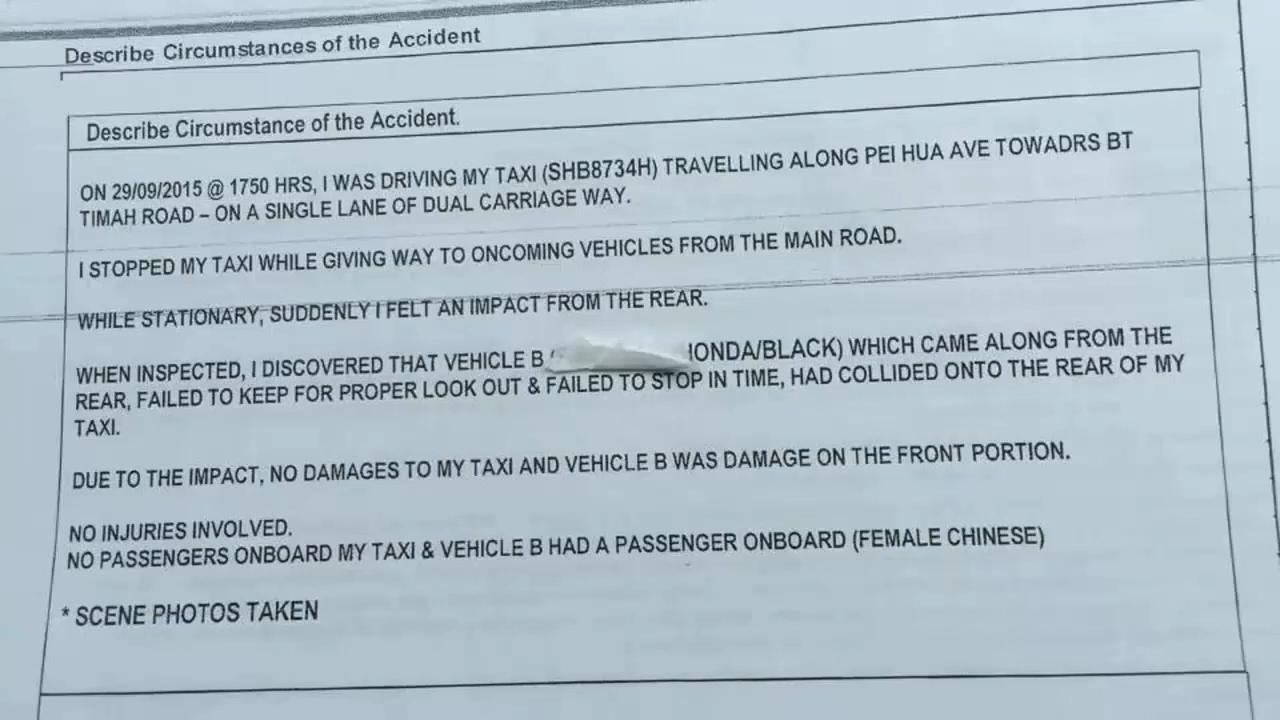 Describe Circumstances of the Accident
Describe Circumstance of the Accident.
ON 29/09/2015 @ 1750 HRS, I WAS DRIVING MY TAXI (SHB8734H) TRAVELLING ALONG PEI HUA AVE TOWADRS BT
TIMAH ROAD – ON A SINGLE LANE OF DUAL CARRIAGE WAY.
I STOPPED MY TAXI WHILE GIVING WAY TO ONCOMING VEHICLES FROM THE MAIN ROAD.
WHILE STATIONARY, SUDDENLY I FELT AN IMPACT FROM THE REAR.
WHEN INSPECTED, I DISCOVERED THAT VEHICLE B ONDA/BLACK) WHICH CAME ALONG FROM THE
REAR, FAILED TO KEEP FOR PROPER LOOK OUT & FAILED TO STOP IN TIME, HAD COLLIDED ONTO THE REAR OF MY
TAXI.
DUE TO THE IMPACT, NO DAMAGES TO MY TAXI AND VEHICLE B WAS DAMAGE ON THE FRONT PORTION.
NO INJURIES INVOLVED.
NO PASSENGERS ONBOARD MY TAXI & VEHICLE B HAD A PASSENGER ONBOARD (FEMALE CHINESE)
* SCENE PHOTOS TAKEN